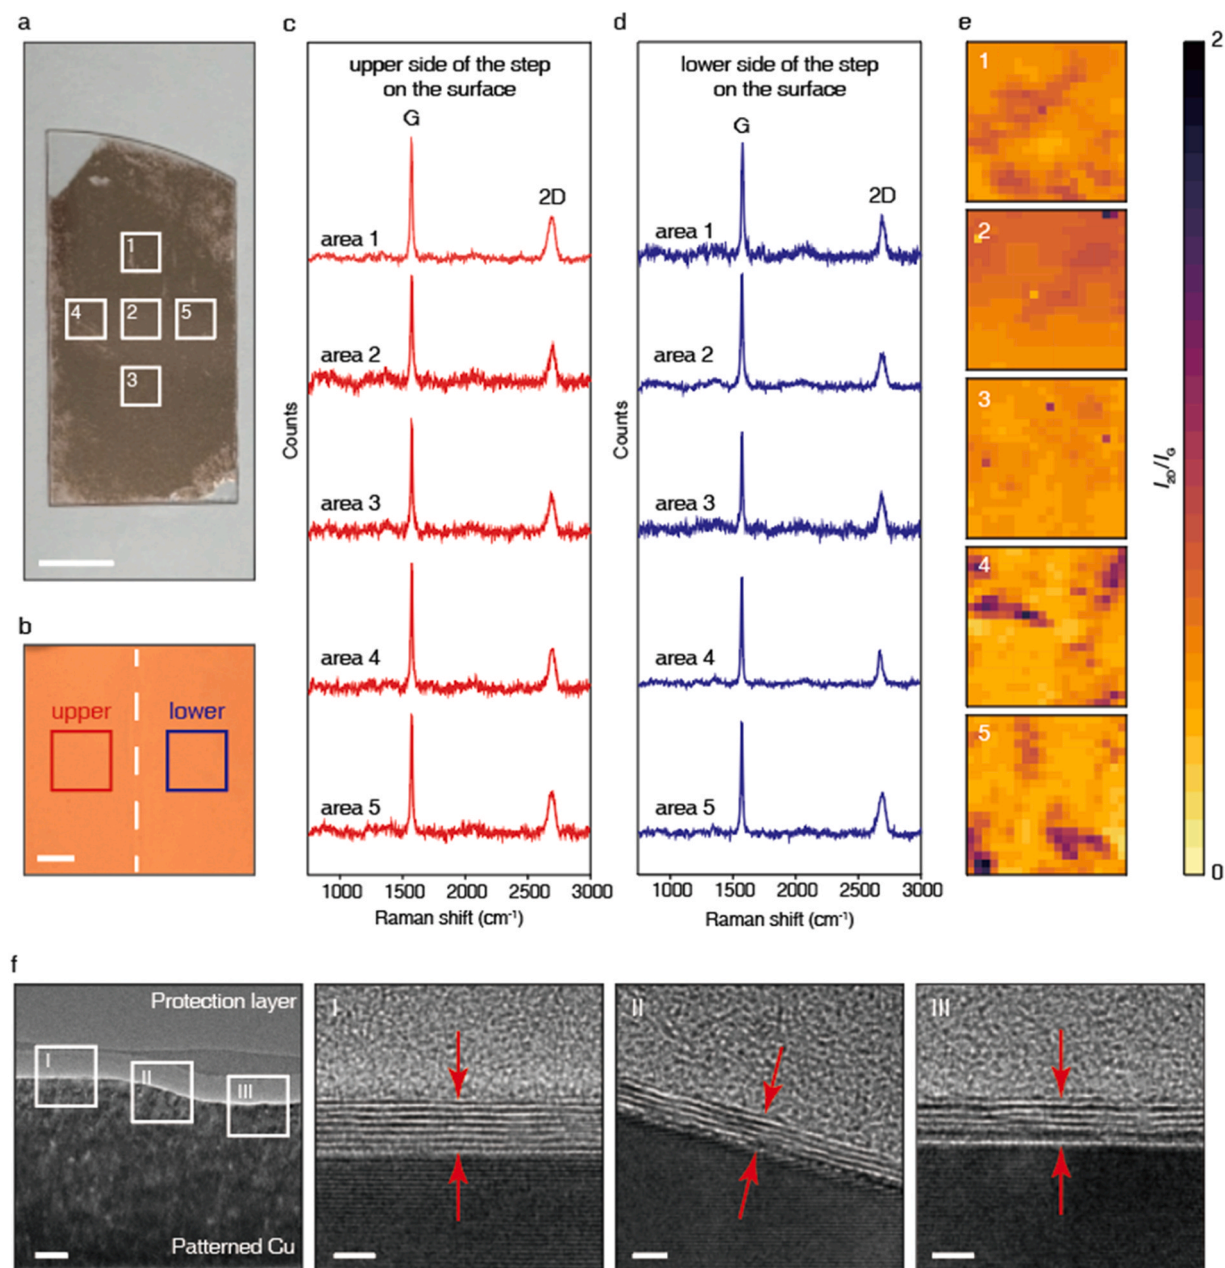 a
1
4
2
5
3
b
upper
lower
c
upper side of the step
on the surface
G
2D
area 1
area 2
area 3
area 4
area 5
Counts
1000 1500 2000 2500 3000
Raman shift (cm⁻¹)
d
lower side of the step
on the surface
G
2D
area 1
area 2
area 3
area 4
area 5
Counts
1000 1500 2000 2500 3000
Raman shift (cm⁻¹)
e
1
2
3
4
5
2
I2D/IG
0
f
Protection layer
I
II
III
Patterned Cu
I
II
III